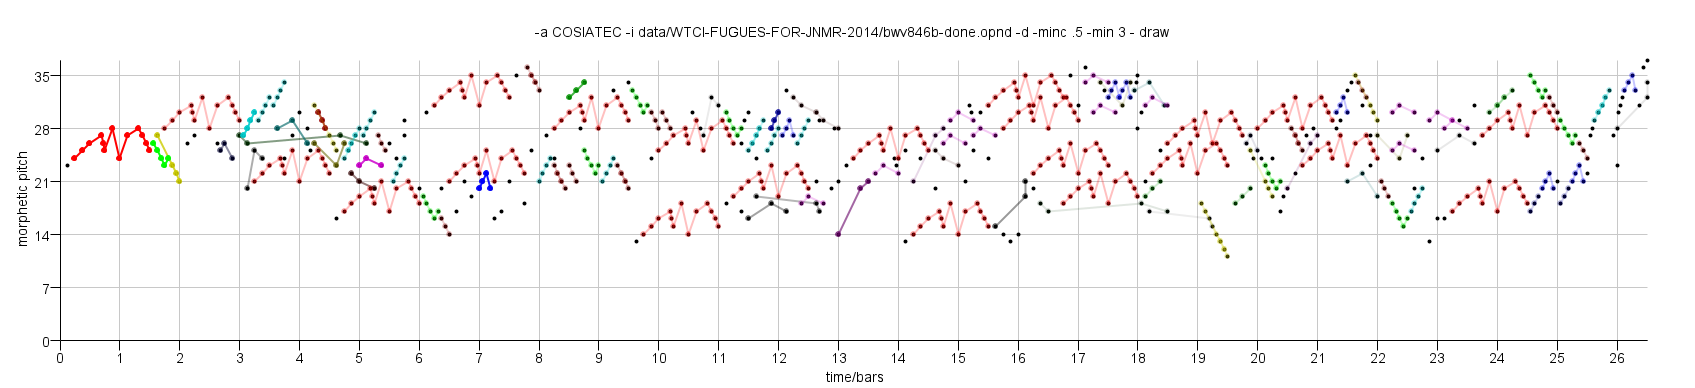 -a COSIATEC -i data/WTCI-FUGUES-FOR-JNMR-2014/bwv846b-done.opnd -d -minc .5 -min 3 - draw
morphetic pitch
35
28
21
14
7
0
0 1 2 3 4 5 6 7 8 9 10 11 12 13 14 15 16 17 18 19 20 21 22 23 24 25 26
time/bars